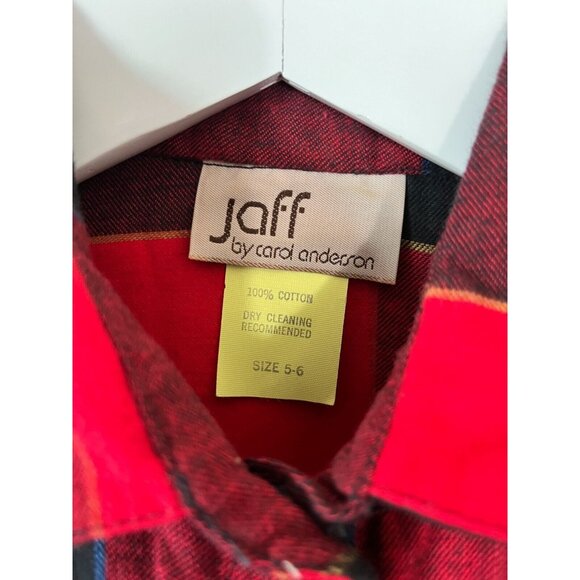 jaff
by carol anderson
100% COTTON
DRY CLEANING
RECOMMENDED
SIZE 5-6